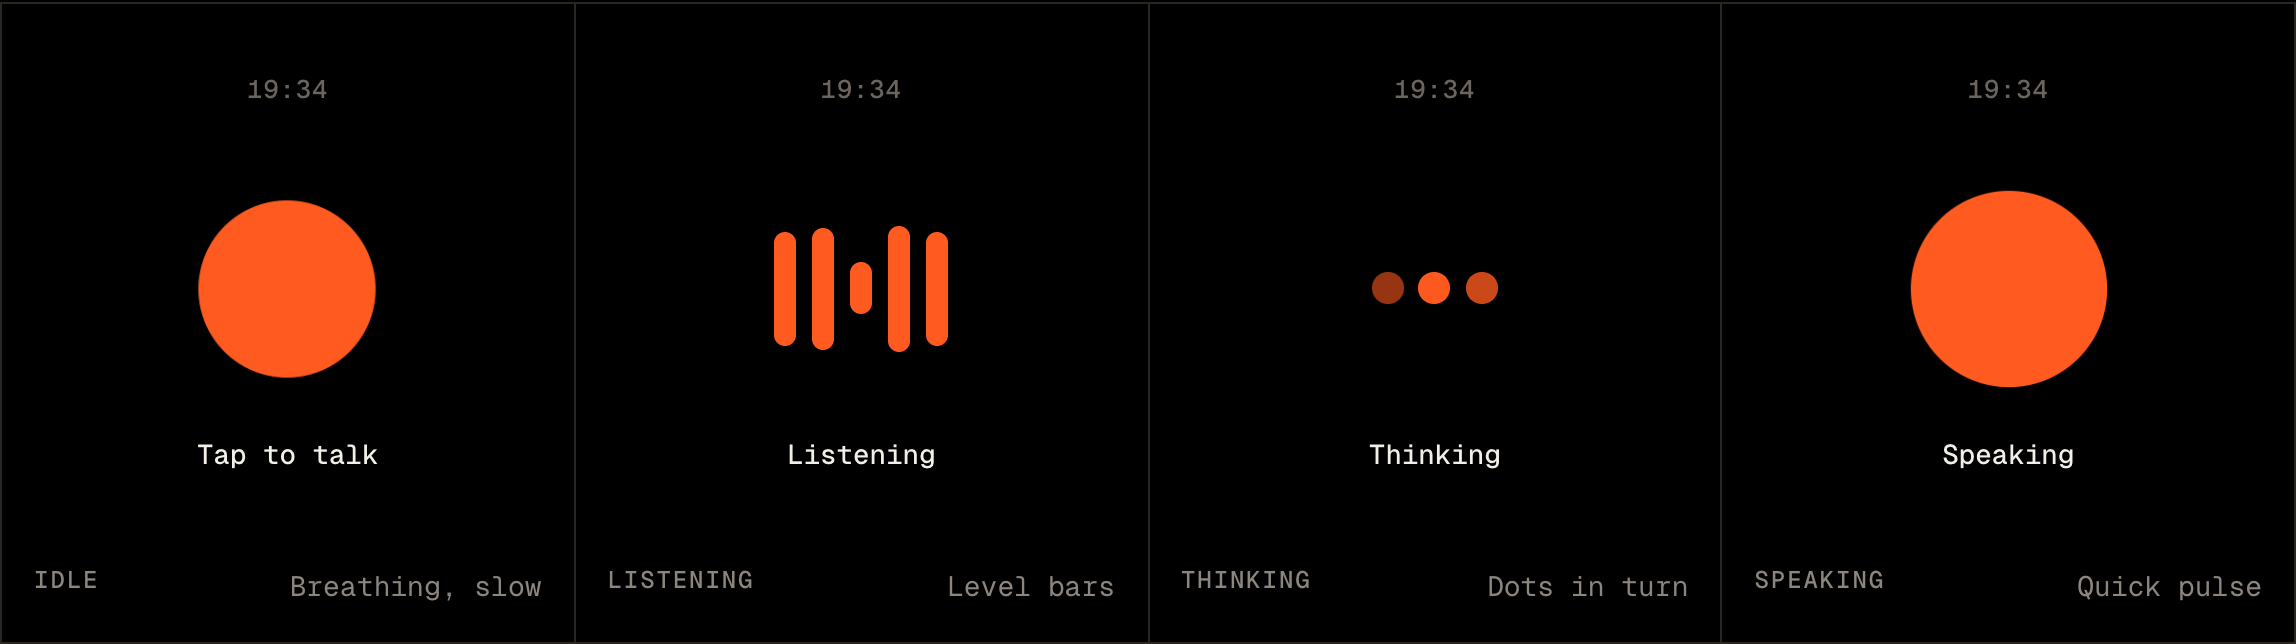 19:34
Tap to talk
IDLE
Breathing, slow
19:34
Listening
LISTENING
Level bars
19:34
Thinking
THINKING
Dots in turn
19:34
Speaking
SPEAKING
Quick pulse